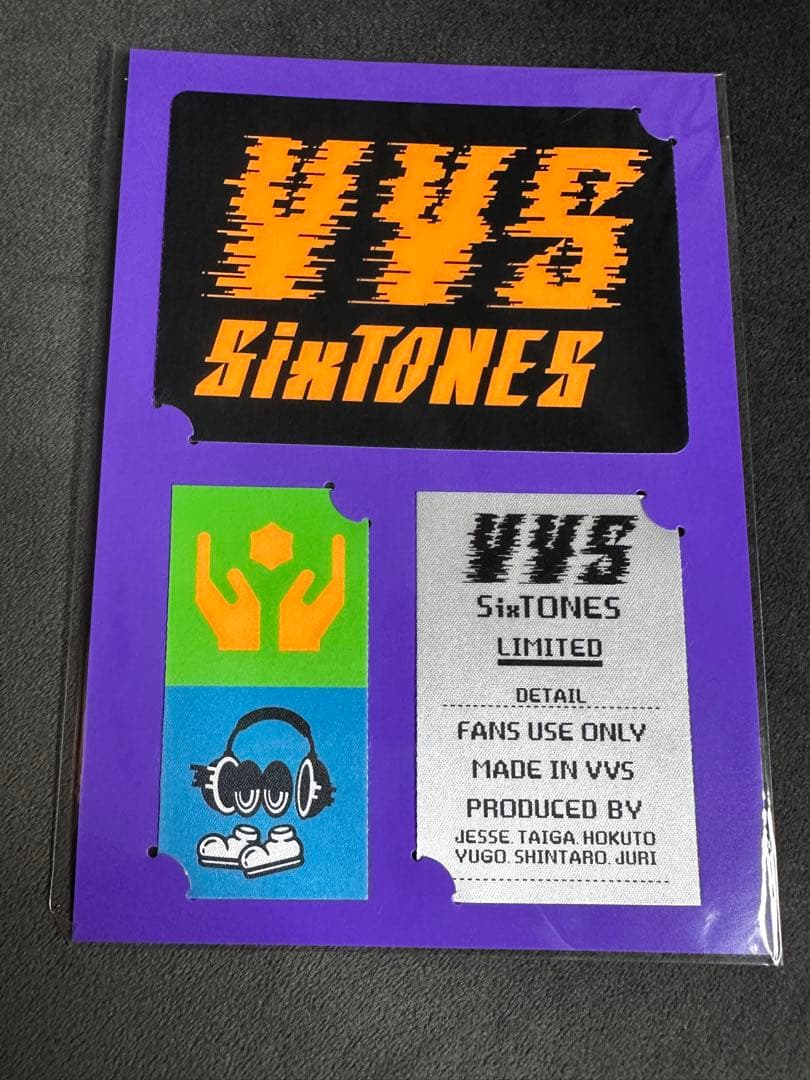 VVS
SixTONES
VVS
SixTONES
LIMITED
DETAIL
FANS USE ONLY
MADE IN VVS
PRODUCED BY
JESSE. TAIGA. HOKUTO
YUGO. SHINTARO. JURI